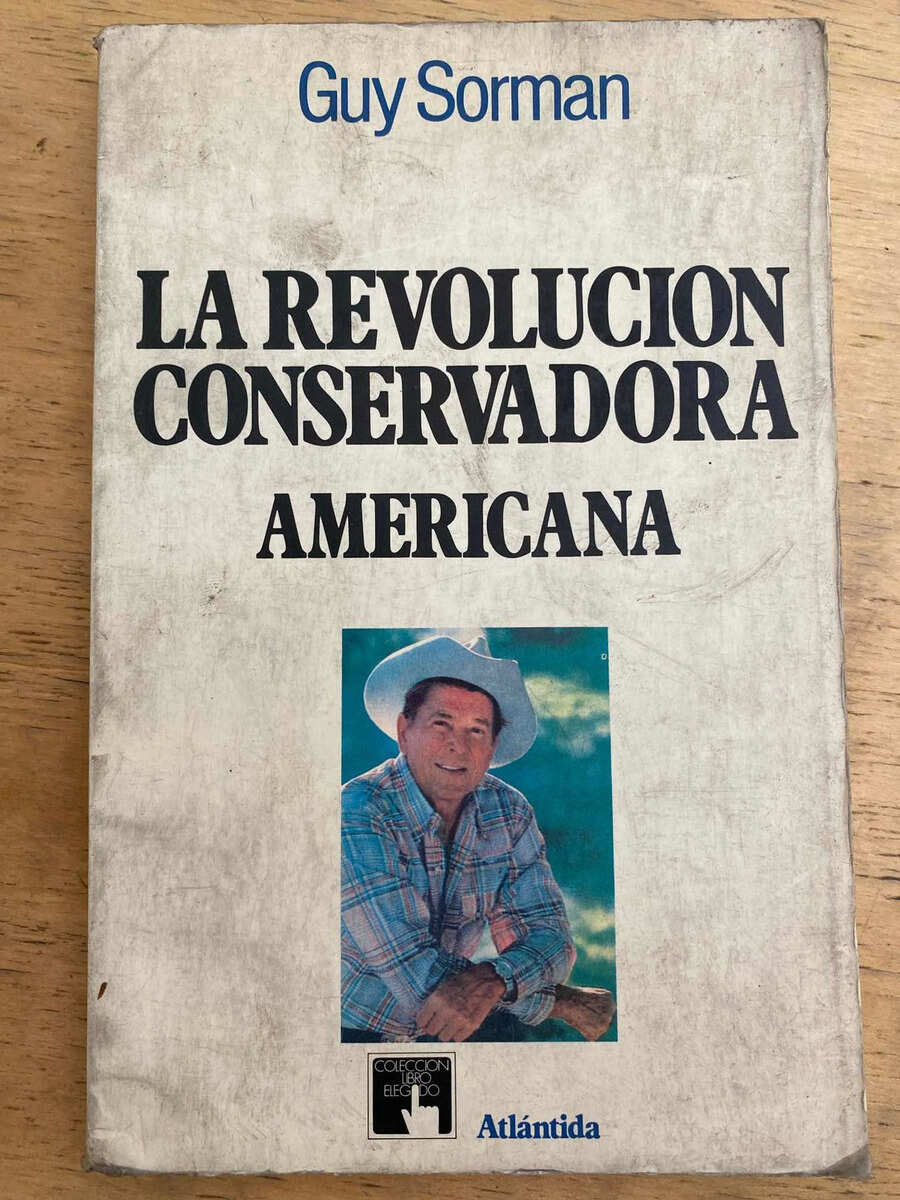 Guy Sorman
LA REVOLUCION
CONSERVADORA
AMERICANA
COLECCION
LIBRO
ELEGIDO
Atlántida